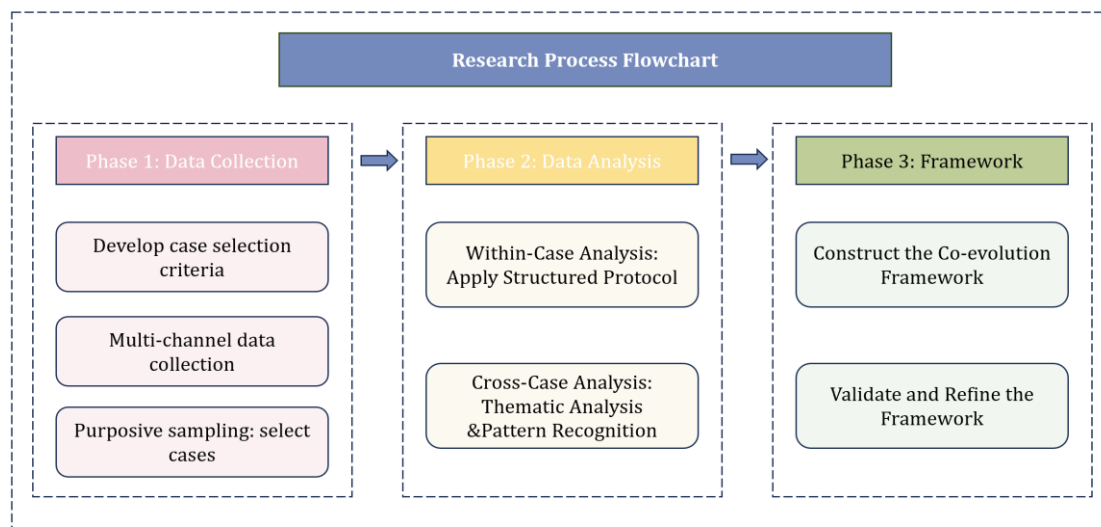 Research Process Flowchart
Phase 1: Data Collection
Develop case selection
criteria
Multi-channel data
collection
Purposive sampling: select
cases
Phase 2: Data Analysis
Within-Case Analysis:
Apply Structured Protocol
Cross-Case Analysis:
Thematic Analysis
&Pattern Recognition
Phase 3: Framework
Construct the Co-evolution
Framework
Validate and Refine the
Framework